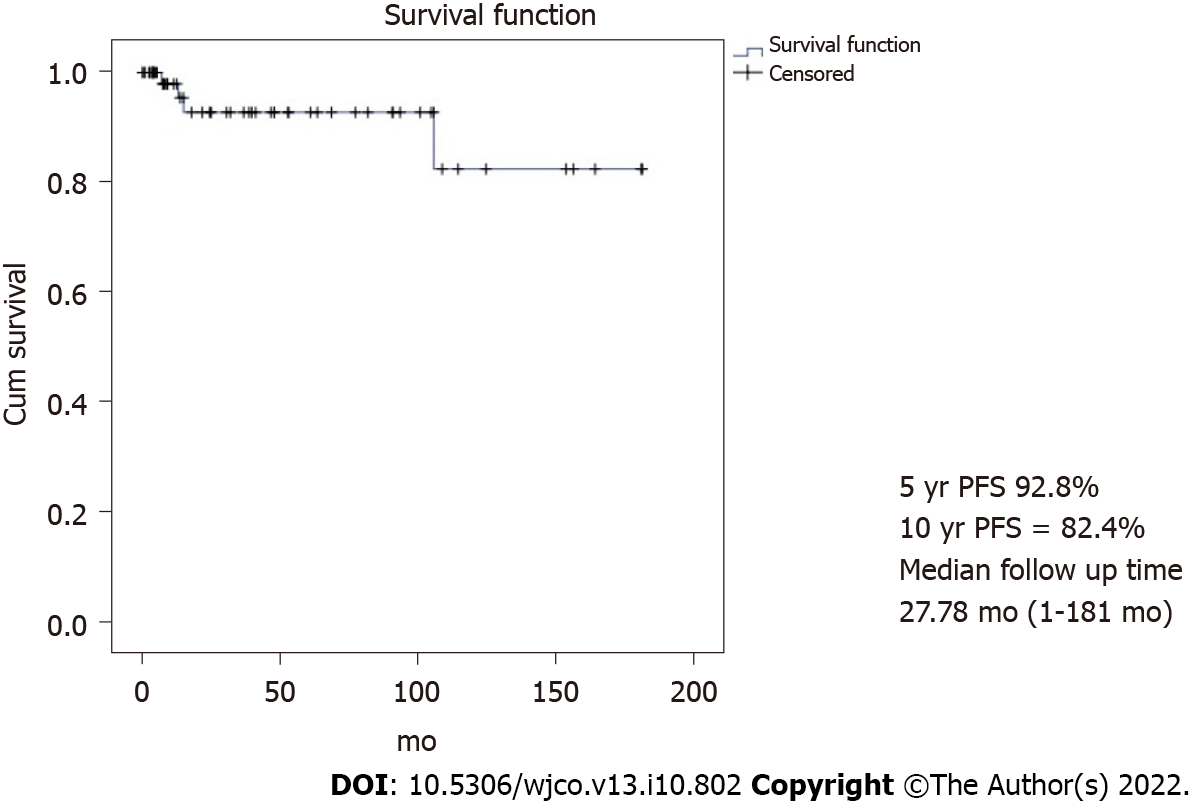 Survival function
Survival function
Censored
1.0
0.8
0.6
0.4
0.2
0.0
Cum survival
0 50 100 150 200
mo
5 yr PFS 92.8%
10 yr PFS = 82.4%
Median follow up time
27.78 mo (1-181 mo)
DOI: 10.5306/wjco.v13.i10.802 Copyright ©The Author(s) 2022.